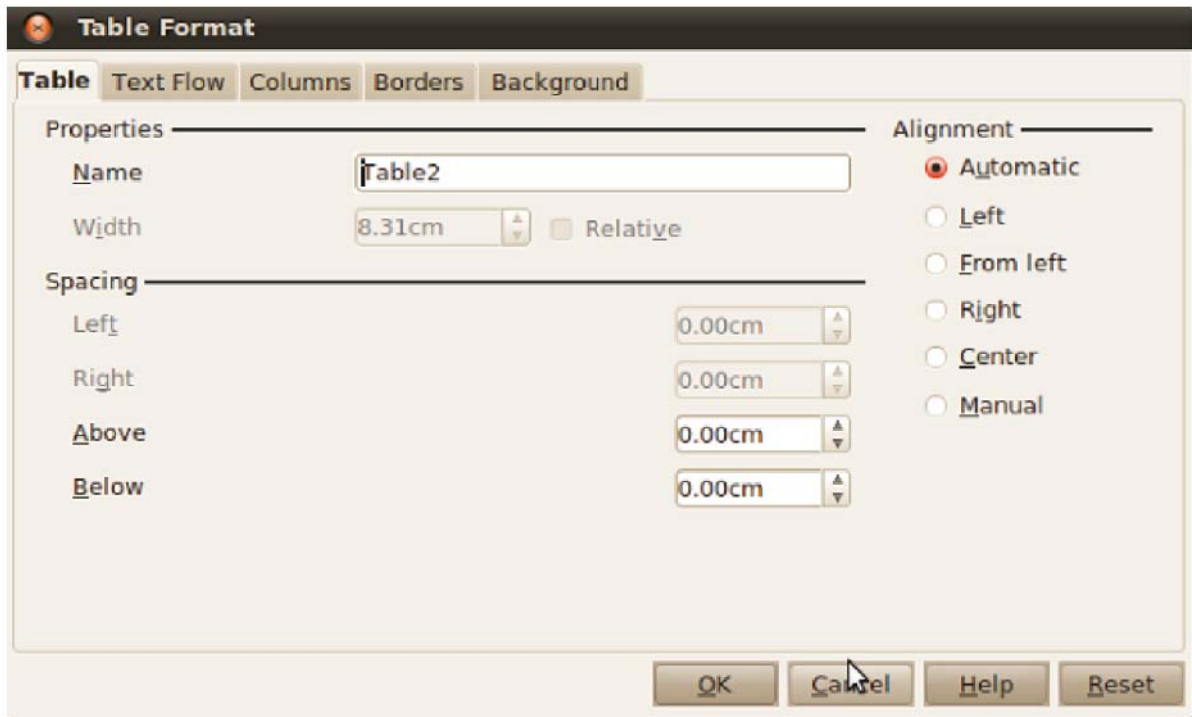 Table Format
Table Text Flow Columns Borders Background
Properties
Name Table2
Width 8.31cm Relative
Spacing
Left 0.00cm
Right 0.00cm
Above 0.00cm
Below 0.00cm
Alignment
Automatic
Left
From left
Right
Center
Manual
OK Cancel Help Reset